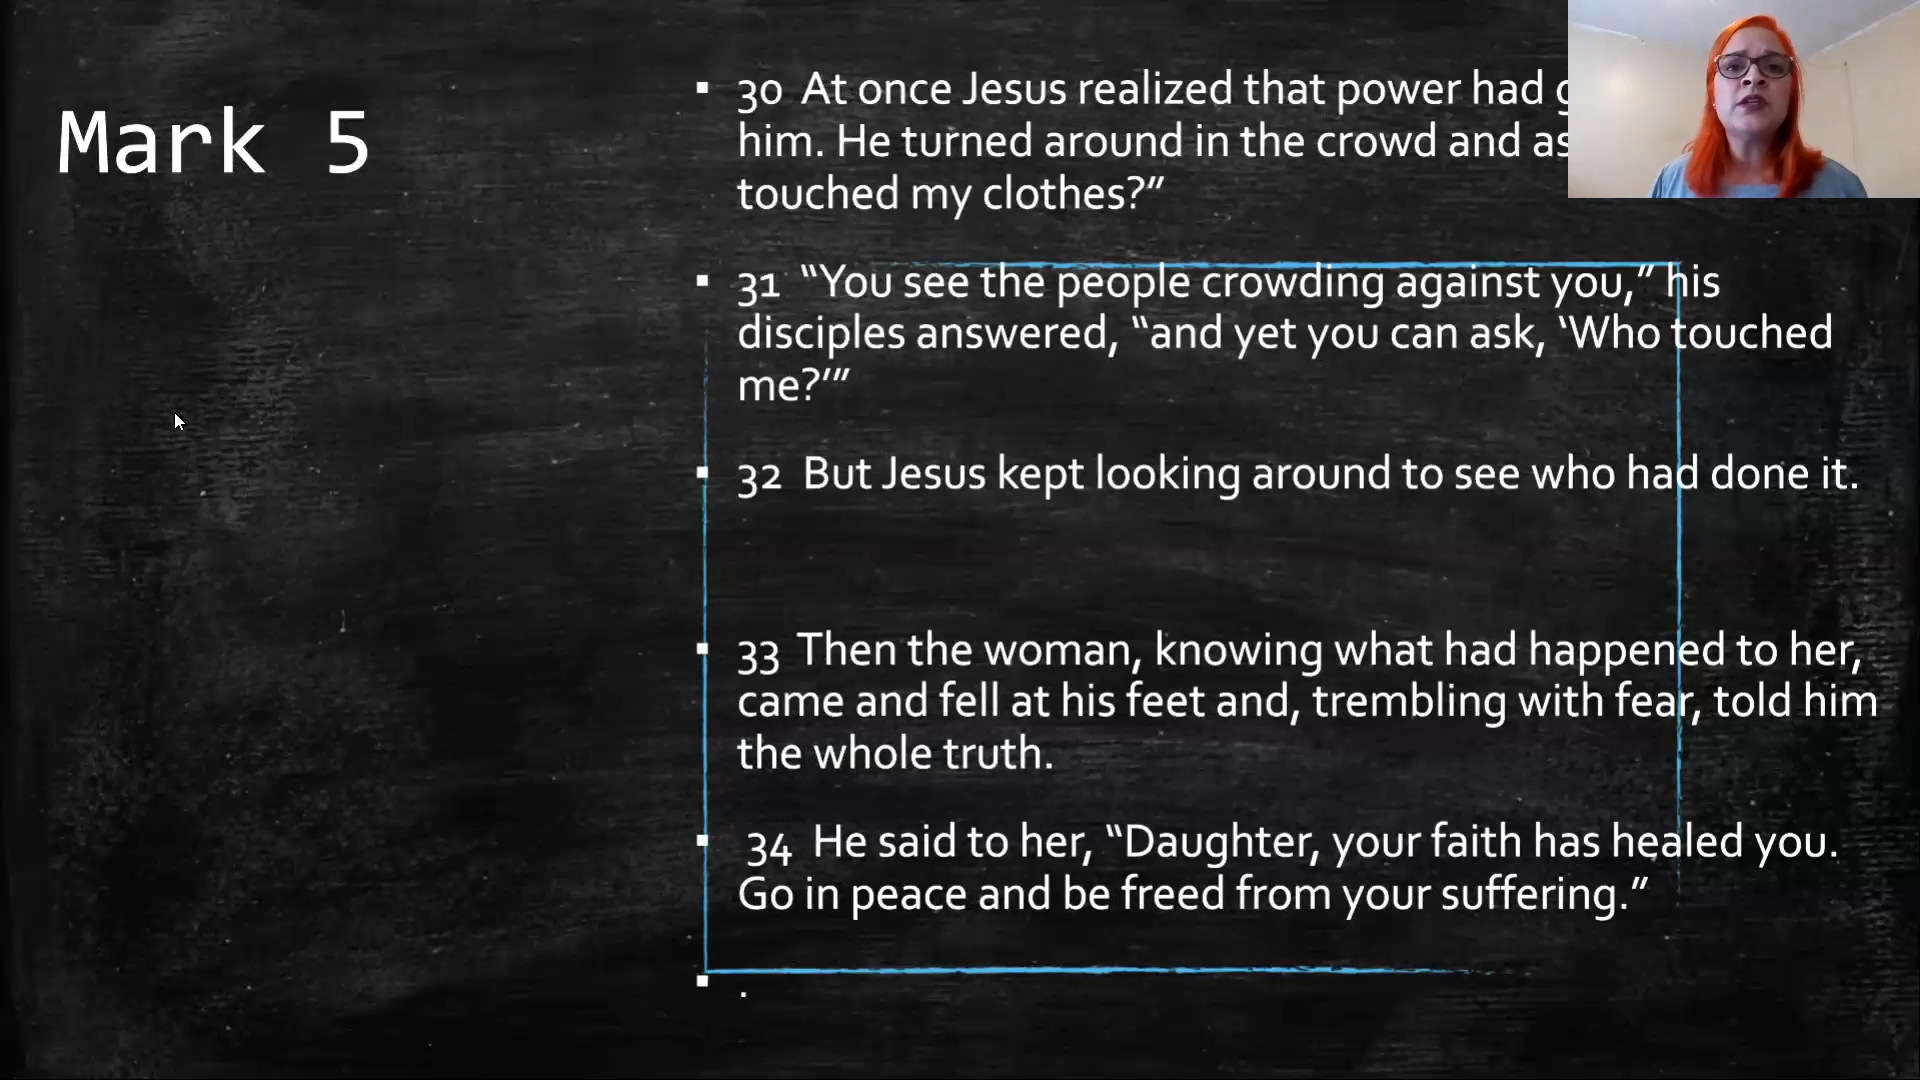 Mark 5
▪ 30 At once Jesus realized that power had
him. He turned around in the crowd and
touched my clothes?”
▪ 31 “You see the people crowding against you,” his
disciples answered, “and yet you can ask, ‘Who touched
me?’”
▪ 32 But Jesus kept looking around to see who had done it.
▪ 33 Then the woman, knowing what had happened to her,
came and fell at his feet and, trembling with fear, told him
the whole truth.
▪ 34 He said to her, “Daughter, your faith has healed you.
Go in peace and be freed from your suffering.”
▪ .